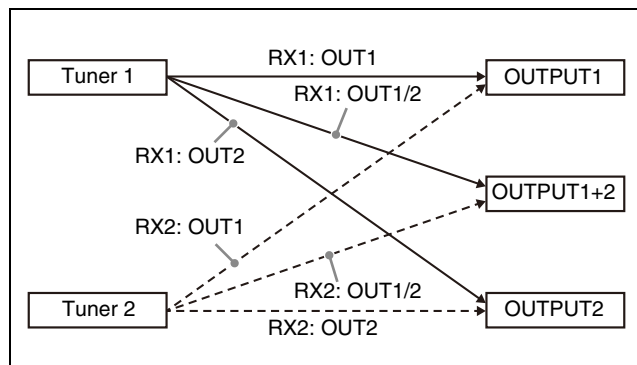 RX1: OUT1
Tuner 1
OUTPUT1
RX1: OUT1/2
RX1: OUT2
OUTPUT1+2
RX2: OUT1
Tuner 2
RX2: OUT1/2
OUTPUT2
RX2: OUT2